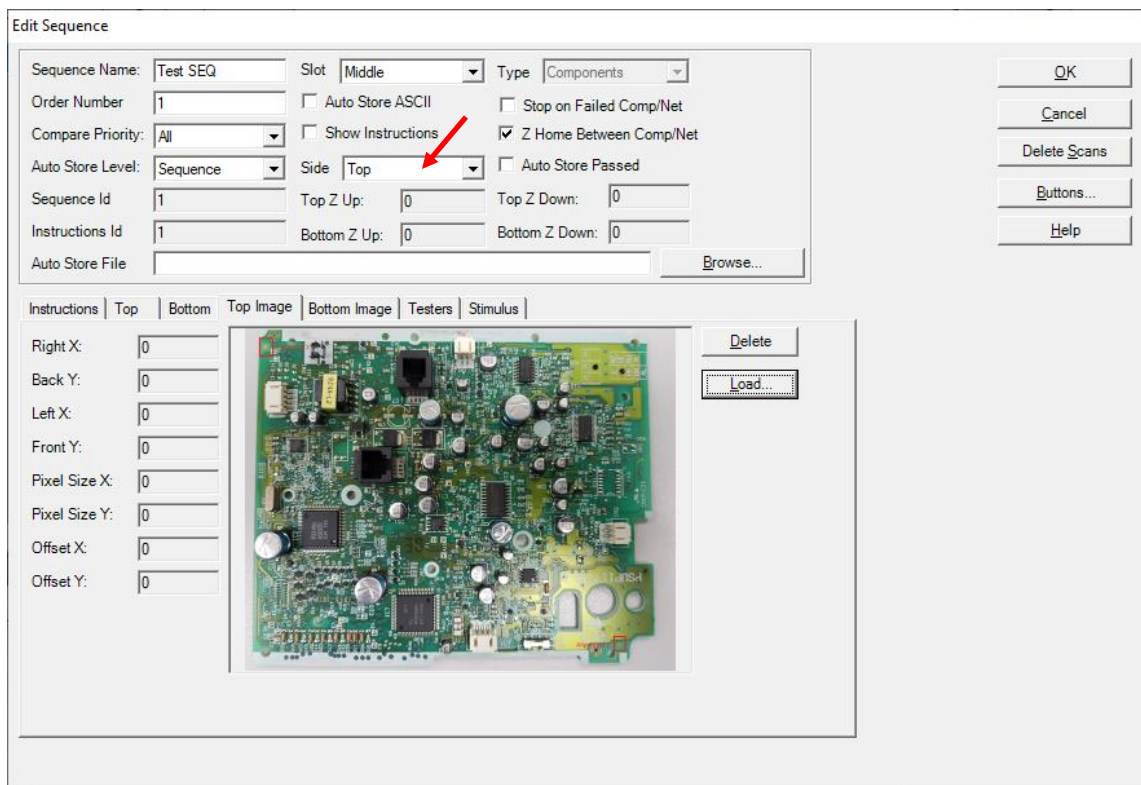 Edit Sequence
Sequence Name: Test SEQ Slot Middle Type Components OK
Order Number 1 Auto Store ASCII Stop on Failed Comp/Net Cancel
Compare Priority: All Show Instructions Z Home Between Comp/Net
Auto Store Level: Sequence Side Top Auto Store Passed Delete Scans
Sequence Id 1 Top Z Up: 0 Top Z Down: 0 Buttons...
Instructions Id 1 Bottom Z Up: 0 Bottom Z Down: 0 Help
Auto Store File Browse...
Instructions Top Bottom Top Image Bottom Image Testers Stimulus
Right X: 0 Delete
Back Y: 0 Load...
Left X: 0
Front Y: 0
Pixel Size X: 0
Pixel Size Y: 0
Offset X: 0
Offset Y: 0